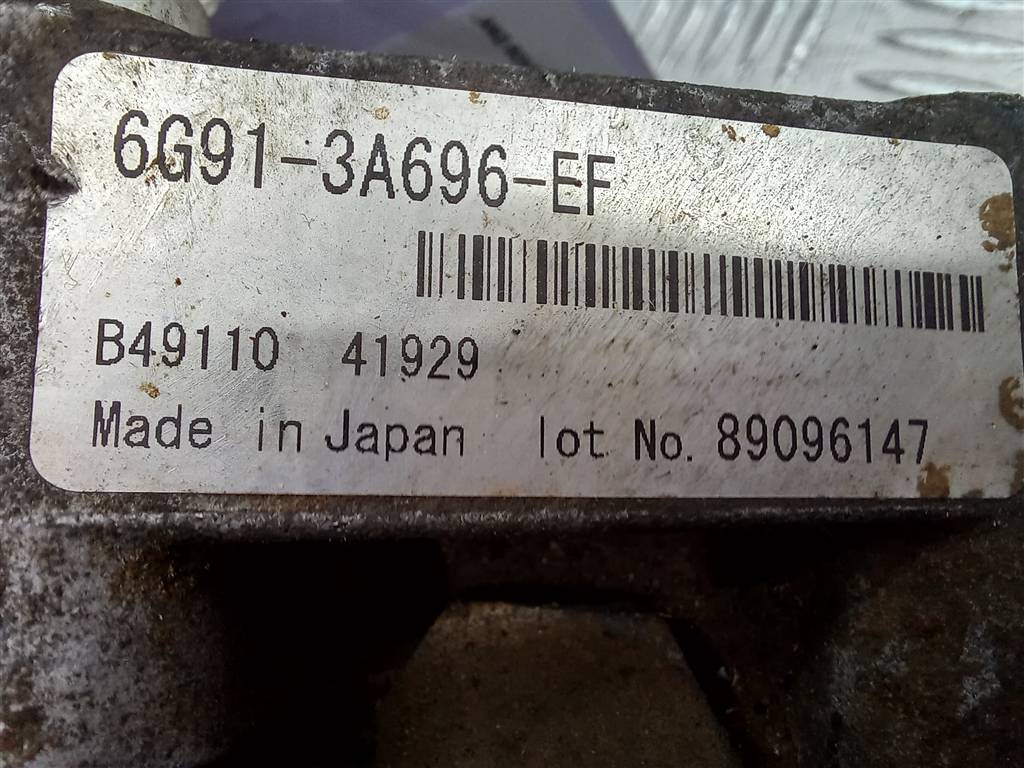 6G91-3A696-EF
B49110 41929
Made in Japan lot No. 89096147